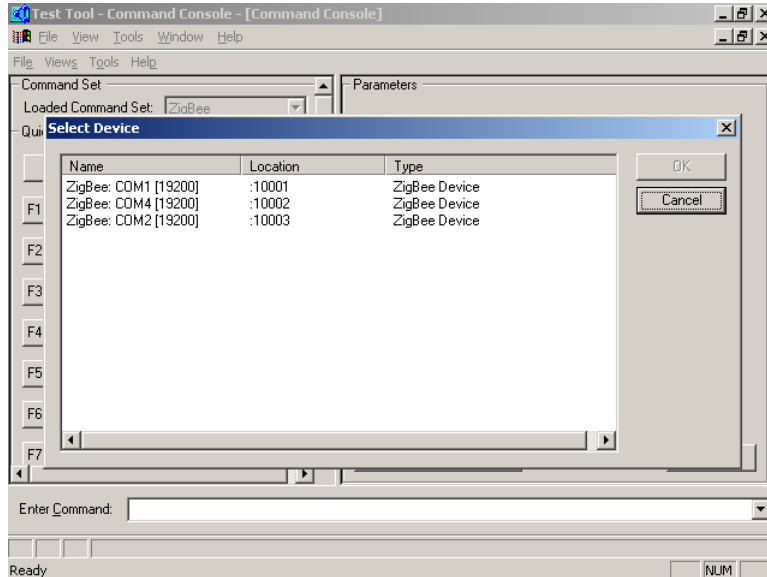 Test Tool - Command Console - [Command Console]
File View Tools Window Help
File Views Tools Help
Command Set
Parameters
Loaded Command Set: ZigBee
Select Device
Name Location Type
ZigBee: COM1 [19200] :10001 ZigBee Device
ZigBee: COM4 [19200] :10002 ZigBee Device
ZigBee: COM2 [19200] :10003 ZigBee Device
OK
Cancel
F1
F2
F3
F4
F5
F6
F7
Enter Command:
Ready NUM